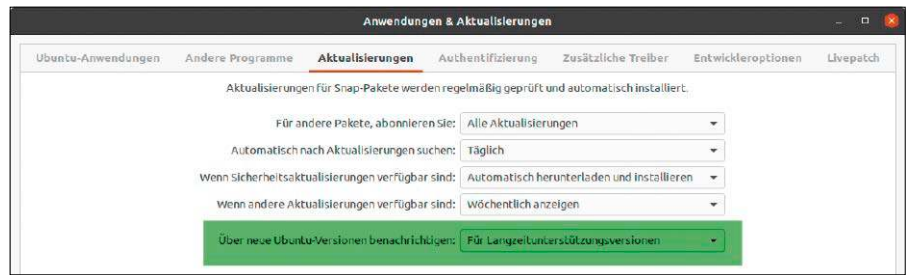 Anwendungen & Aktualisierungen
Ubuntu-Anwendungen Andere Programme Aktualisierungen Authentifizierung Zusätzliche Treiber Entwickleroptionen Livepatch
Aktualisierungen für Snap-Pakete werden regelmäßig geprüft und automatisch installiert.
Für andere Pakete, abonnieren Sie: Alle Aktualisierungen
Automatisch nach Aktualisierungen suchen: Täglich
Wenn Sicherheitsaktualisierungen verfügbar sind: Automatisch herunterladen und installieren
Wenn andere Aktualisierungen verfügbar sind: Wöchentlich anzeigen
Über neue Ubuntu-Versionen benachrichtigen: Für Langzeitunterstützungsversionen